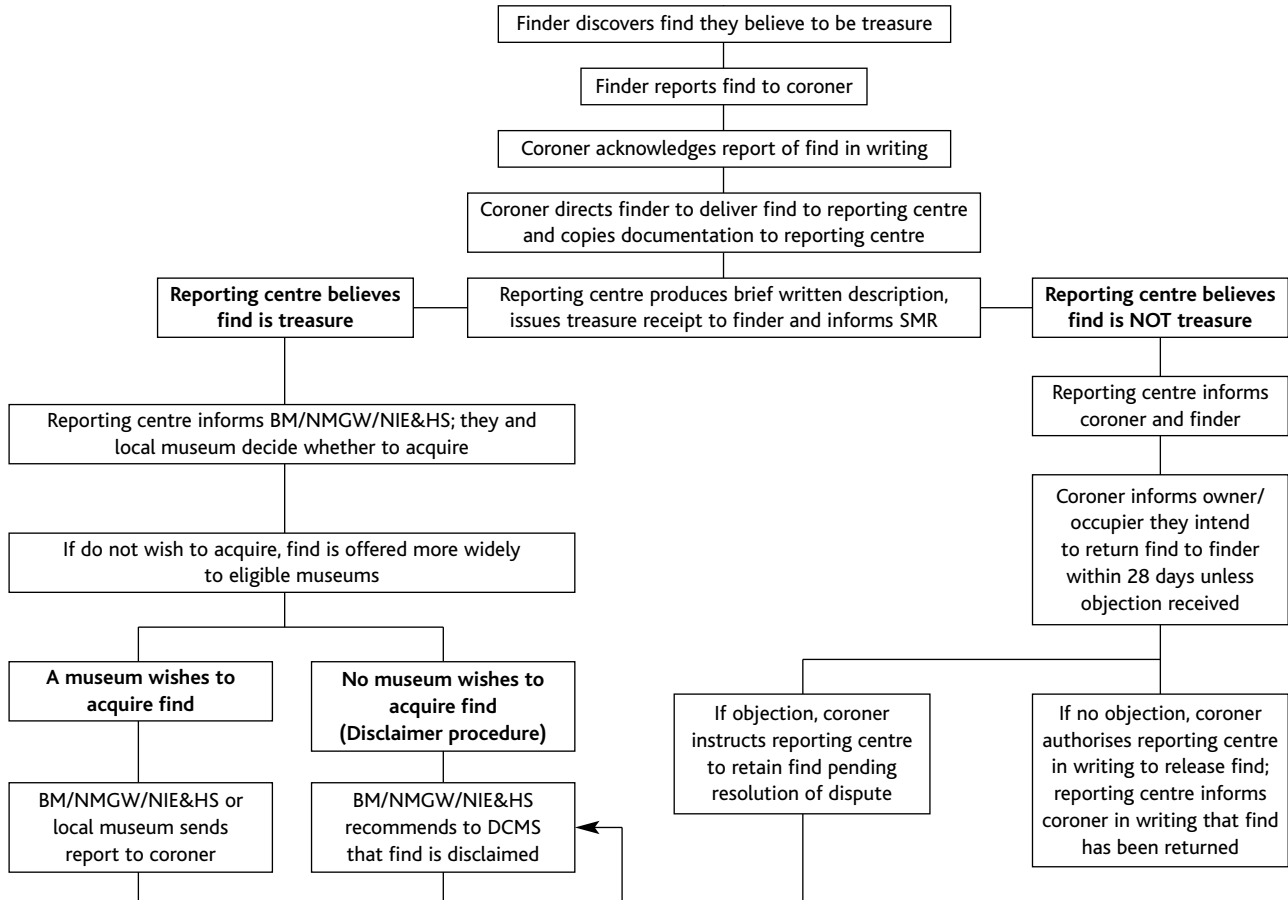 Finder discovers find they believe to be treasure
Finder reports find to coroner
Coroner acknowledges report of find in writing
Coroner directs finder to deliver find to reporting centre
and copies documentation to reporting centre
Reporting centre believes
find is treasure
Reporting centre produces brief written description,
issues treasure receipt to finder and informs SMR
Reporting centre believes
find is NOT treasure
Reporting centre informs BM/NMGW/NIE&HS; they and
local museum decide whether to acquire
Reporting centre informs
coroner and finder
If do not wish to acquire, find is offered more widely
to eligible museums
Coroner informs owner/
occupier they intend
to return find to finder
within 28 days unless
objection received
A museum wishes to
acquire find
No museum wishes to
acquire find
(Disclaimer procedure)
If objection, coroner
instructs reporting centre
to retain find pending
resolution of dispute
If no objection, coroner
authorises reporting centre
in writing to release find;
reporting centre informs
coroner in writing that find
has been returned
BM/NMGW/NIE&HS or
local museum sends
report to coroner
BM/NMGW/NIE&HS
recommends to DCMS
that find is disclaimed